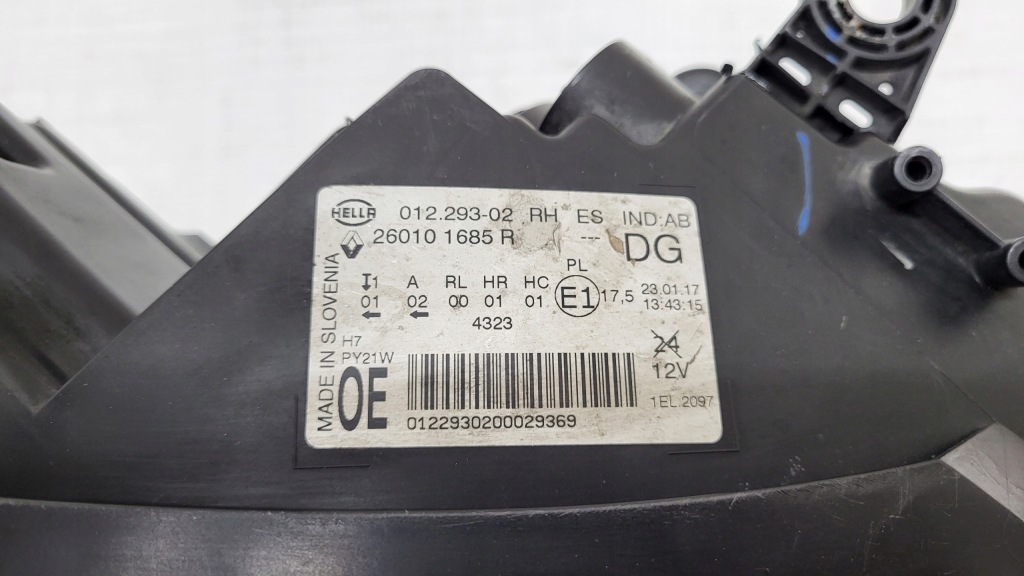 HELLA 012.293-02 RH ES IND:AB
26010 1685 R --- DG
MADE IN SLOVENIA
1 A RL HR HC PL
01 02 00 01 01 E1 17,5 23.01.17
13:43:15
4323
H7
PY21W
24
12V
OE
1EL.2097
0122930200029369